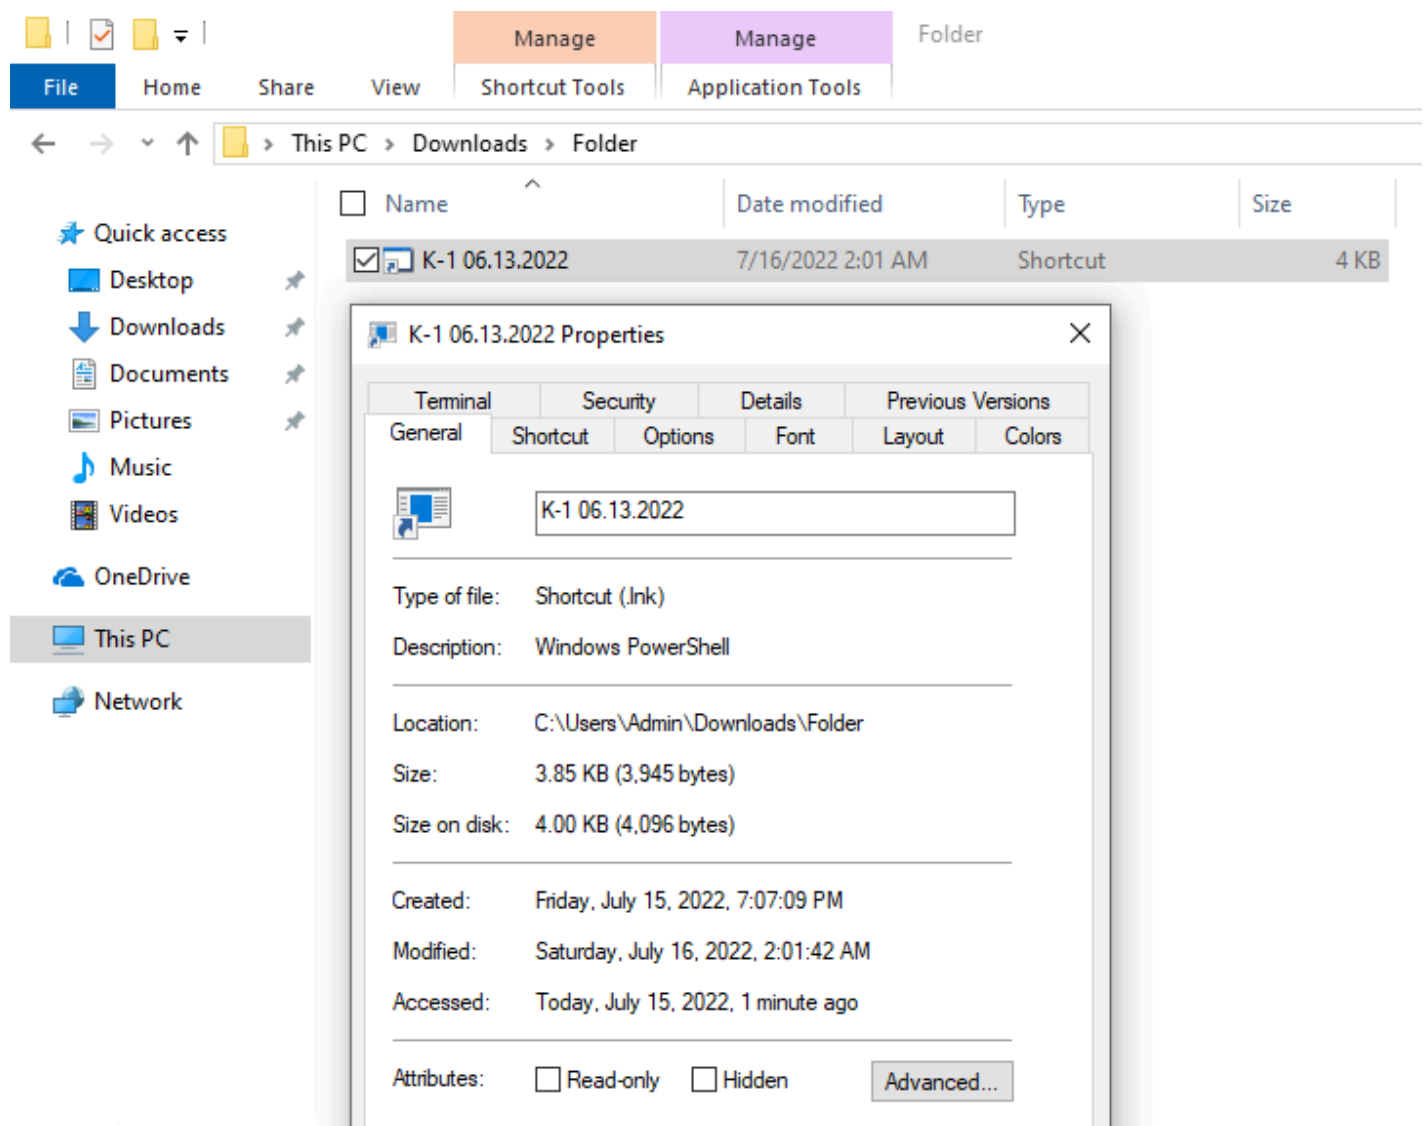 Manage
Manage
Folder
File
Home
Share
View
Shortcut Tools
Application Tools
This PC > Downloads > Folder
Name
Date modified
Type
Size
Quick access
Desktop
Downloads
Documents
Pictures
Music
Videos
OneDrive
This PC
Network
K-1 06.13.2022
7/16/2022 2:01 AM
Shortcut
4 KB
K-1 06.13.2022 Properties
Terminal
Security
Details
Previous Versions
General
Shortcut
Options
Font
Layout
Colors
K-1 06.13.2022
Type of file: Shortcut (.lnk)
Description: Windows PowerShell
Location: C:\Users\Admin\Downloads\Folder
Size: 3.85 KB (3,945 bytes)
Size on disk: 4.00 KB (4,096 bytes)
Created: Friday, July 15, 2022, 7:07:09 PM
Modified: Saturday, July 16, 2022, 2:01:42 AM
Accessed: Today, July 15, 2022, 1 minute ago
Attributes: Read-only Hidden Advanced...